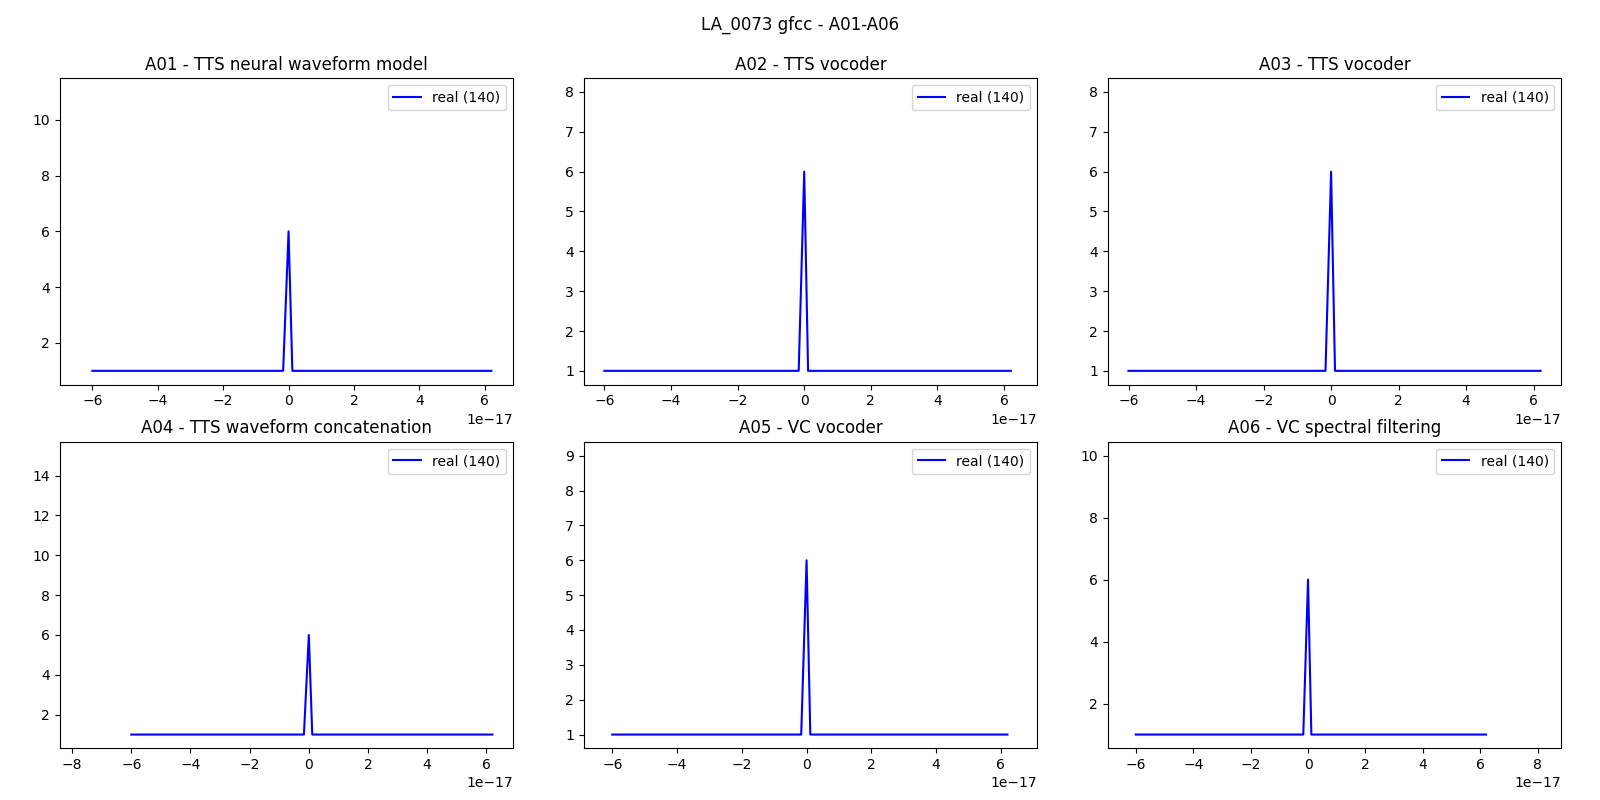 LA_0073 gfcc - A01-A06
A01 - TTS neural waveform model
real (140)
10
8
6
4
2
−6 −4 −2 0 2 4 6
1e−17
A02 - TTS vocoder
real (140)
8
7
6
5
4
3
2
1
−6 −4 −2 0 2 4 6
1e−17
A03 - TTS vocoder
real (140)
8
7
6
5
4
3
2
1
−6 −4 −2 0 2 4 6
1e−17
A04 - TTS waveform concatenation
real (140)
14
12
10
8
6
4
2
−8 −6 −4 −2 0 2 4 6
1e−17
A05 - VC vocoder
real (140)
9
8
7
6
5
4
3
2
1
−6 −4 −2 0 2 4 6
1e−17
A06 - VC spectral filtering
real (140)
10
8
6
4
2
−6 −4 −2 0 2 4 6 8
1e−17